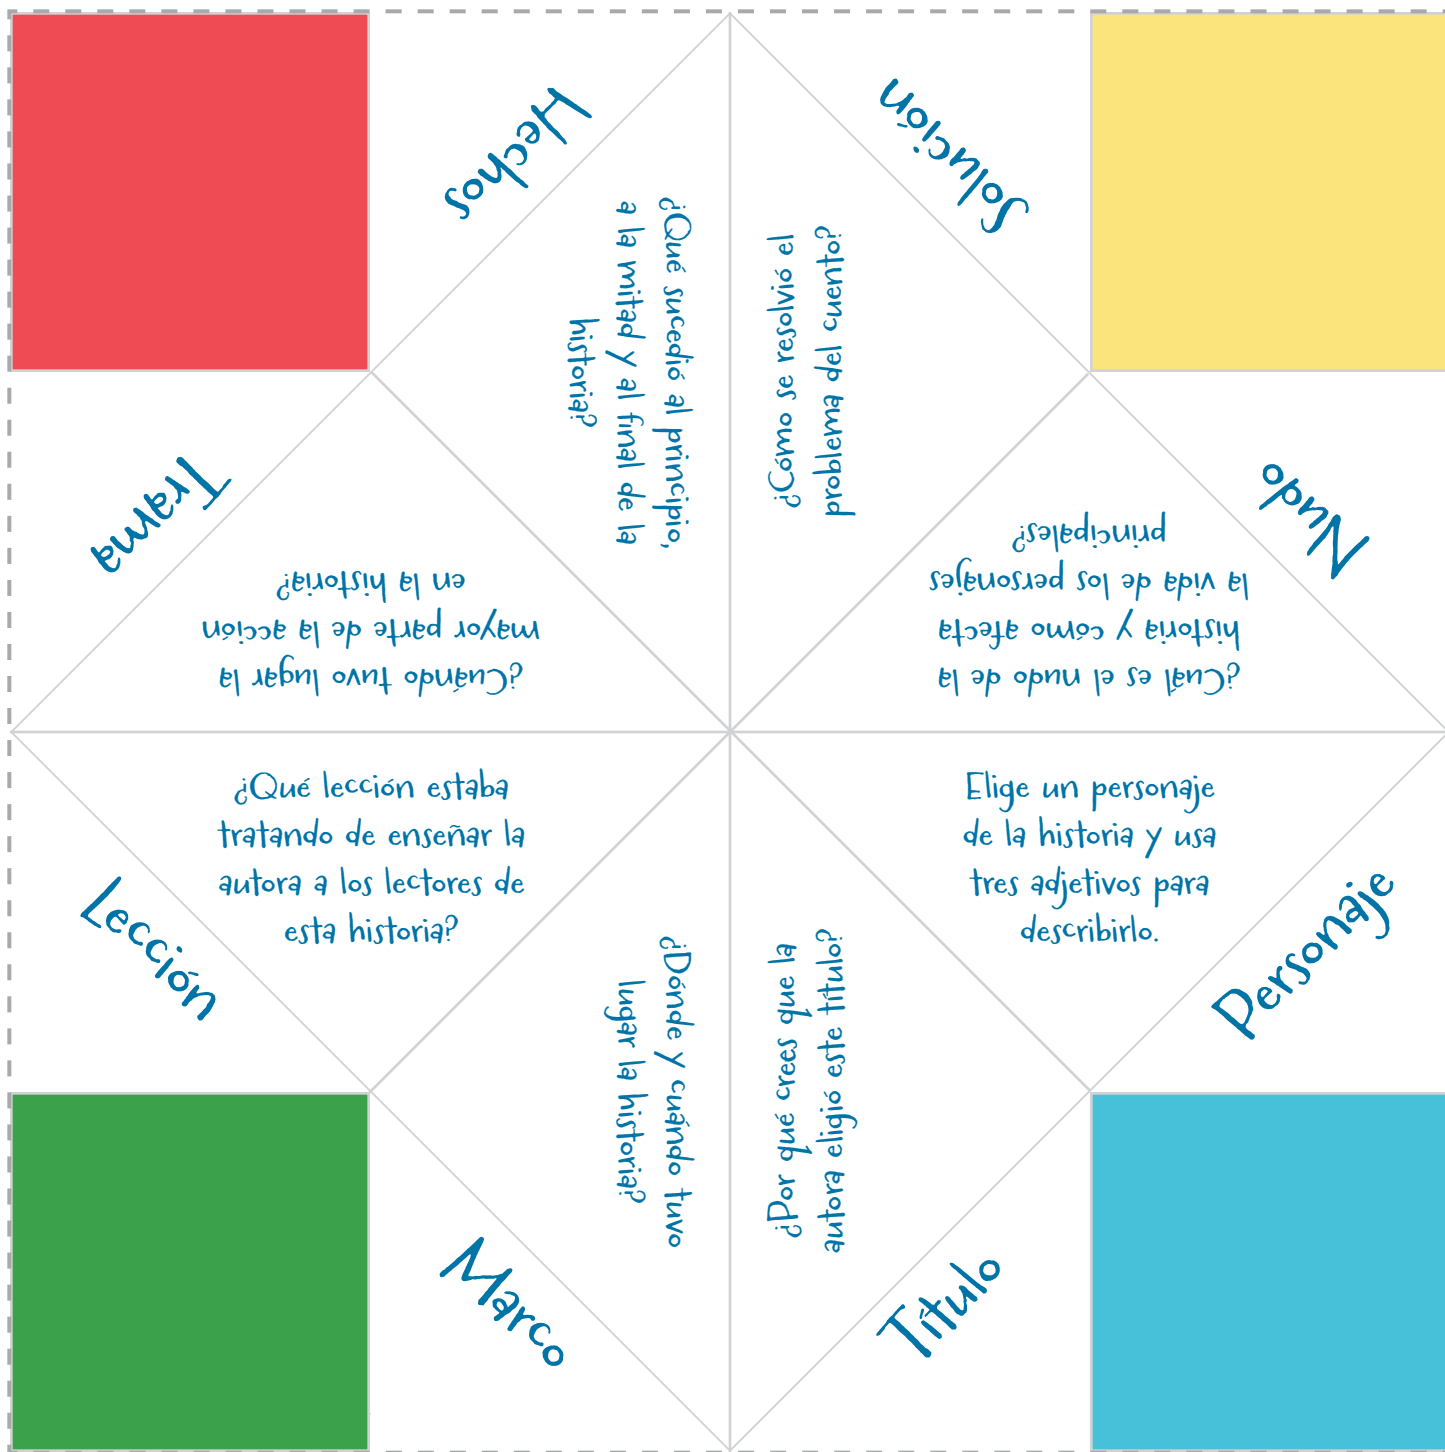 Hechos
¿Qué sucedió al principio,
a la mitad y al final de la
historia?
Solución
¿Cómo se resolvió el
problema del cuento?
Nudo
¿Cuál es el nudo de la
historia y cómo afecta
la vida de los personajes
principales?
Trama
¿Cuándo tuvo lugar la
mayor parte de la acción
en la historia?
Lección
¿Qué lección estaba
tratando de enseñar la
autora a los lectores de
esta historia?
Marco
¿Dónde y cuándo tuvo
lugar la historia?
Título
¿Por qué crees que la
autora eligió este título?
Personaje
Elige un personaje
de la historia y usa
tres adjetivos para
describirlo.